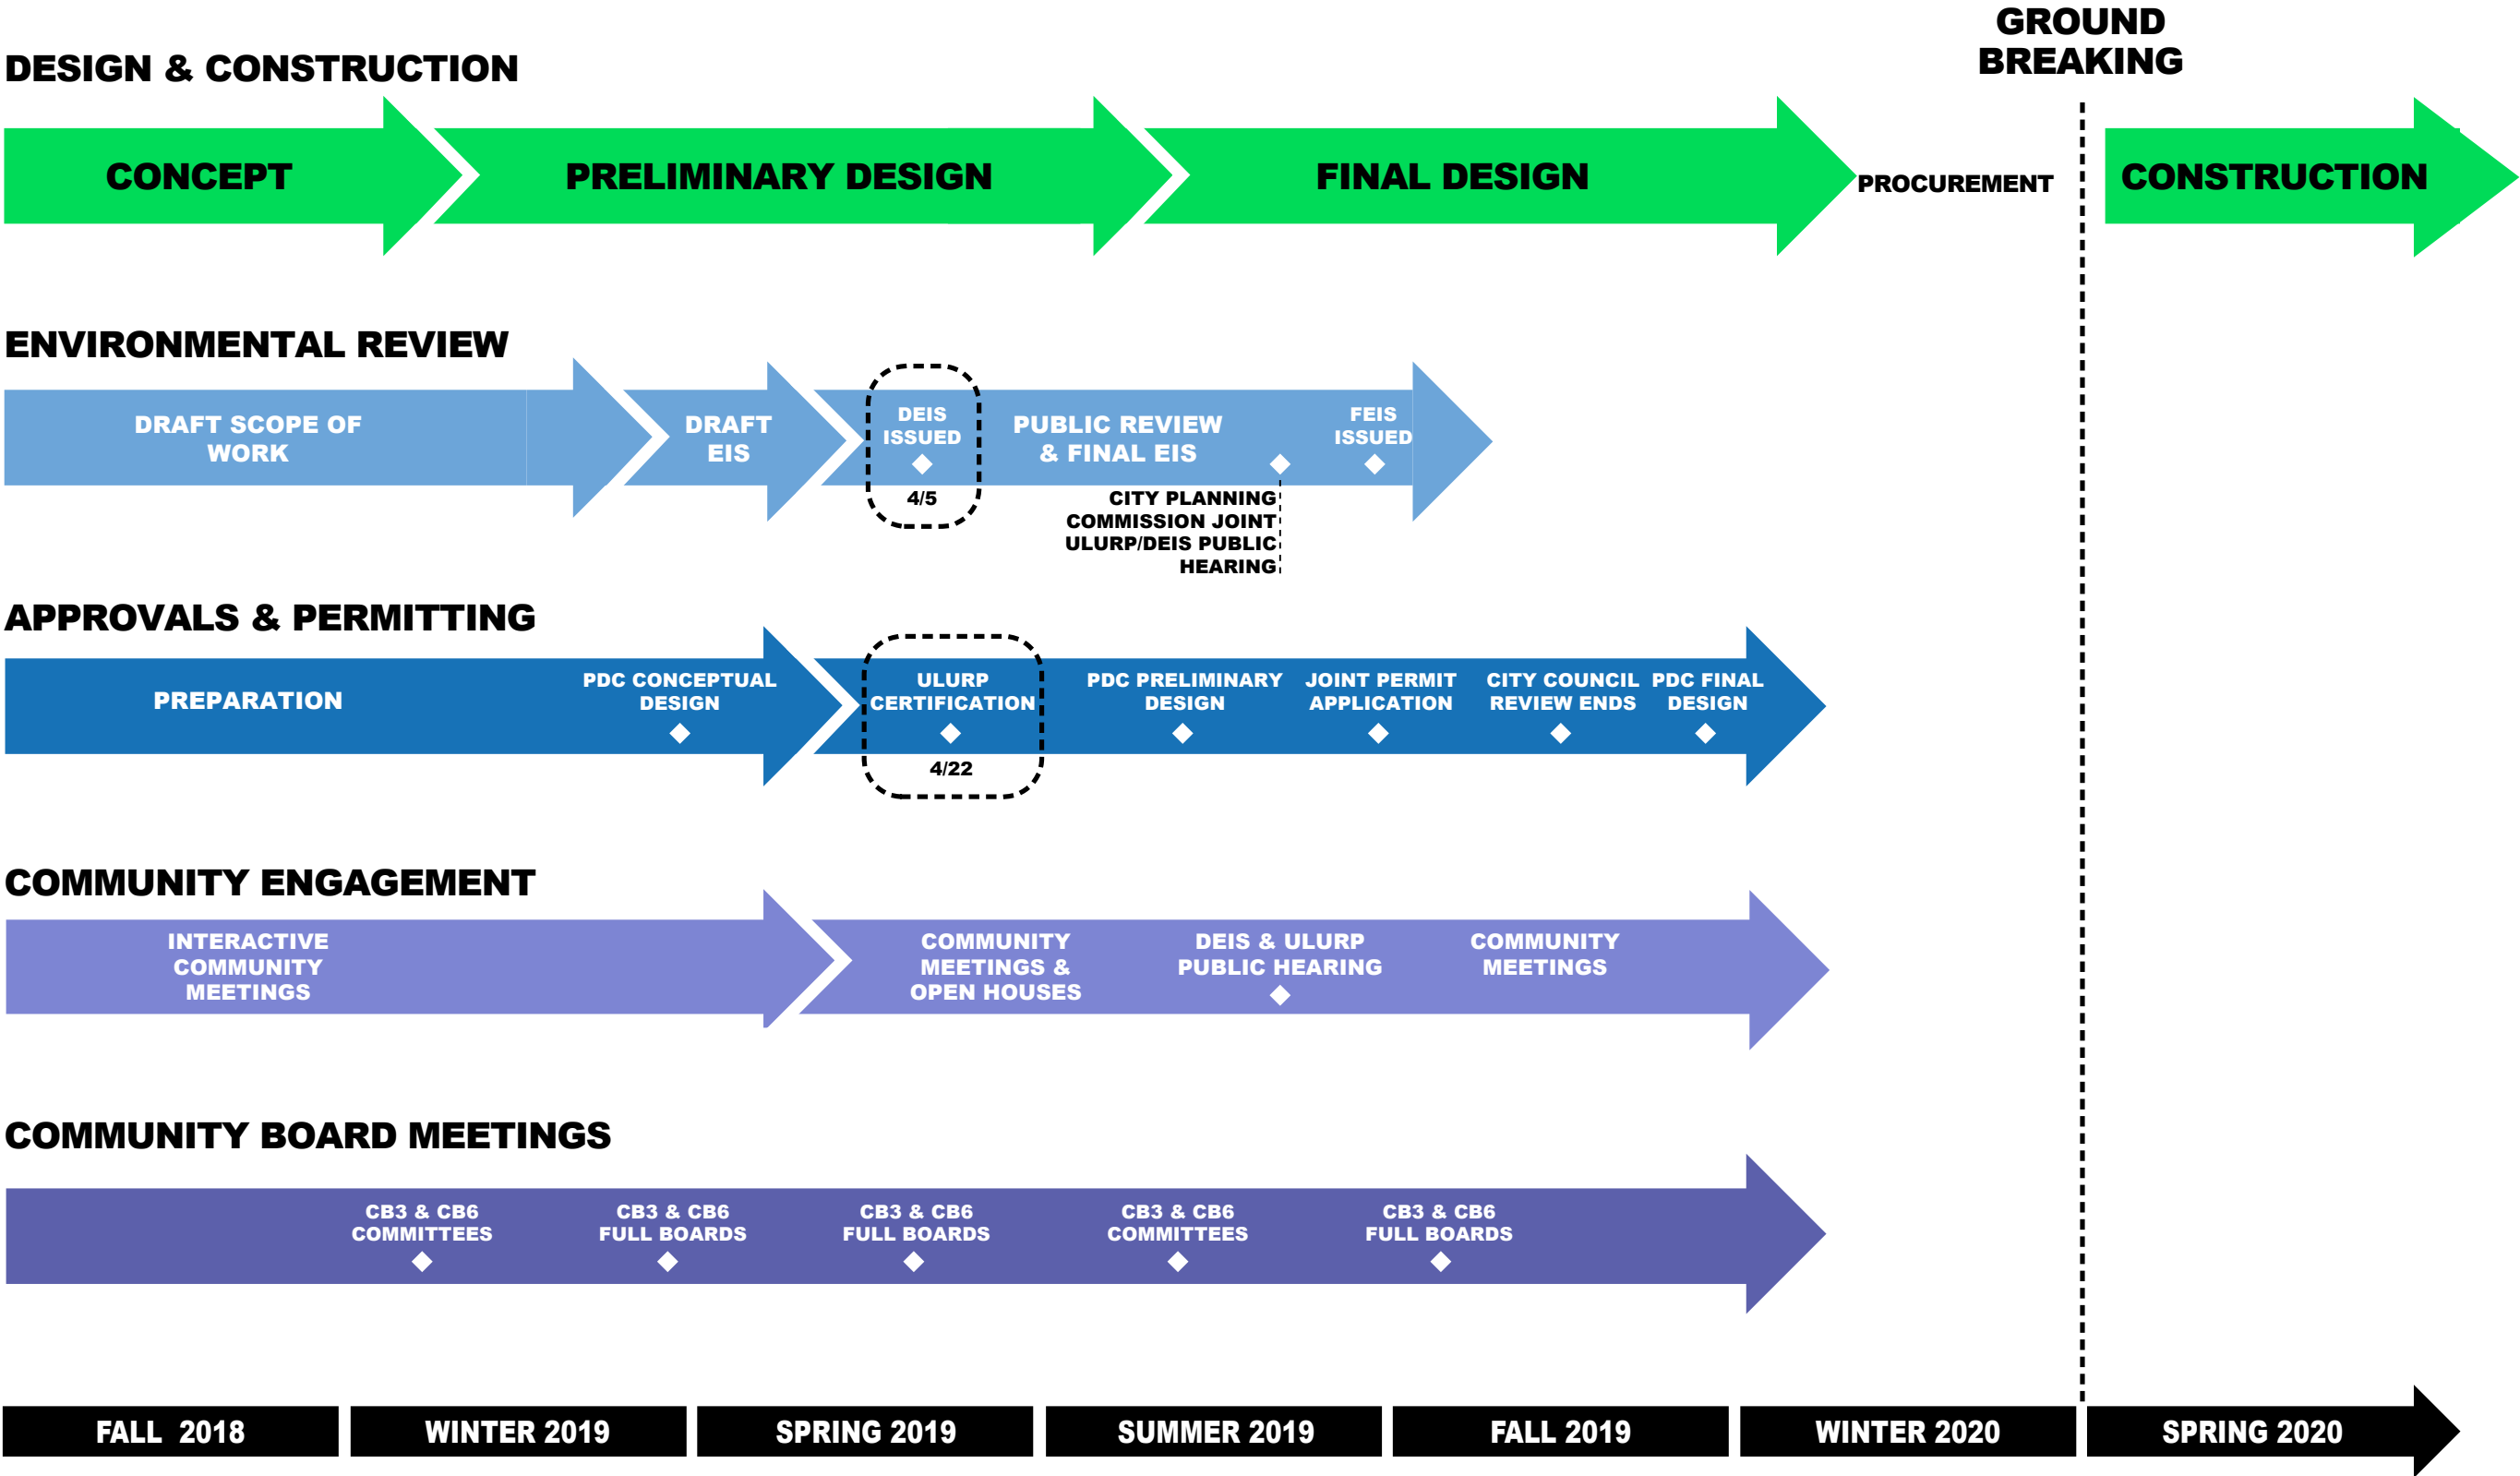 GROUND
BREAKING
DESIGN & CONSTRUCTION
CONCEPT
PRELIMINARY DESIGN
FINAL DESIGN
PROCUREMENT
CONSTRUCTION
ENVIRONMENTAL REVIEW
DRAFT SCOPE OF
WORK
DRAFT
EIS
DEIS
ISSUED
4/5
PUBLIC REVIEW
& FINAL EIS
CITY PLANNING
COMMISSION JOINT
ULURP/DEIS PUBLIC
HEARING
FEIS
ISSUED
APPROVALS & PERMITTING
PREPARATION
PDC CONCEPTUAL
DESIGN
ULURP
CERTIFICATION
4/22
PDC PRELIMINARY
DESIGN
JOINT PERMIT
APPLICATION
CITY COUNCIL
REVIEW ENDS
PDC FINAL
DESIGN
COMMUNITY ENGAGEMENT
INTERACTIVE
COMMUNITY
MEETINGS
COMMUNITY
MEETINGS &
OPEN HOUSES
DEIS & ULURP
PUBLIC HEARING
COMMUNITY
MEETINGS
COMMUNITY BOARD MEETINGS
CB3 & CB6
COMMITTEES
CB3 & CB6
FULL BOARDS
CB3 & CB6
FULL BOARDS
CB3 & CB6
COMMITTEES
CB3 & CB6
FULL BOARDS
FALL 2018
WINTER 2019
SPRING 2019
SUMMER 2019
FALL 2019
WINTER 2020
SPRING 2020